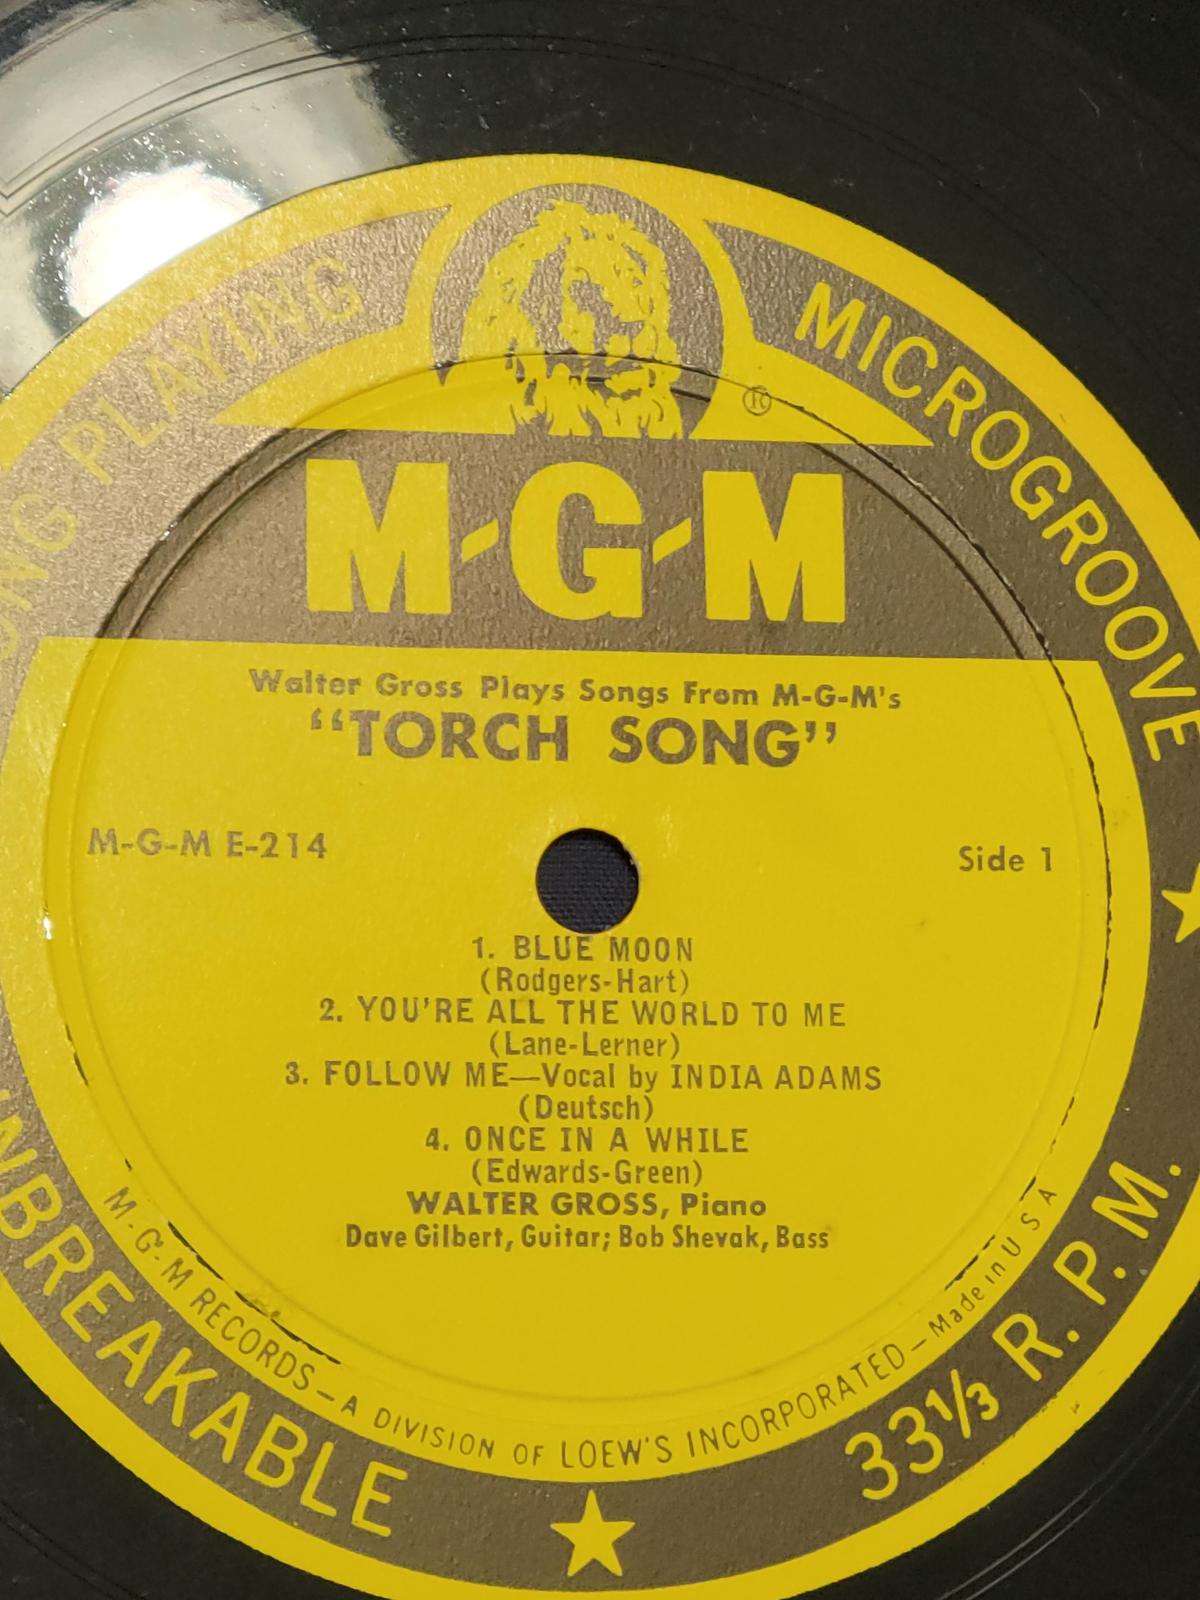 LONG PLAYING
MICROGROOVE
®
M-G-M
Walter Gross Plays Songs From M-G-M's
“TORCH SONG”
M-G-M E-214
Side 1
1. BLUE MOON
(Rodgers-Hart)
2. YOU'RE ALL THE WORLD TO ME
(Lane-Lerner)
3. FOLLOW ME—Vocal by INDIA ADAMS
(Deutsch)
4. ONCE IN A WHILE
(Edwards-Green)
WALTER GROSS, Piano
Dave Gilbert, Guitar; Bob Shevak, Bass
M-G-M RECORDS — A DIVISION OF LOEW'S INCORPORATED — Made in U S A
UNBREAKABLE
33⅓ R. P. M.